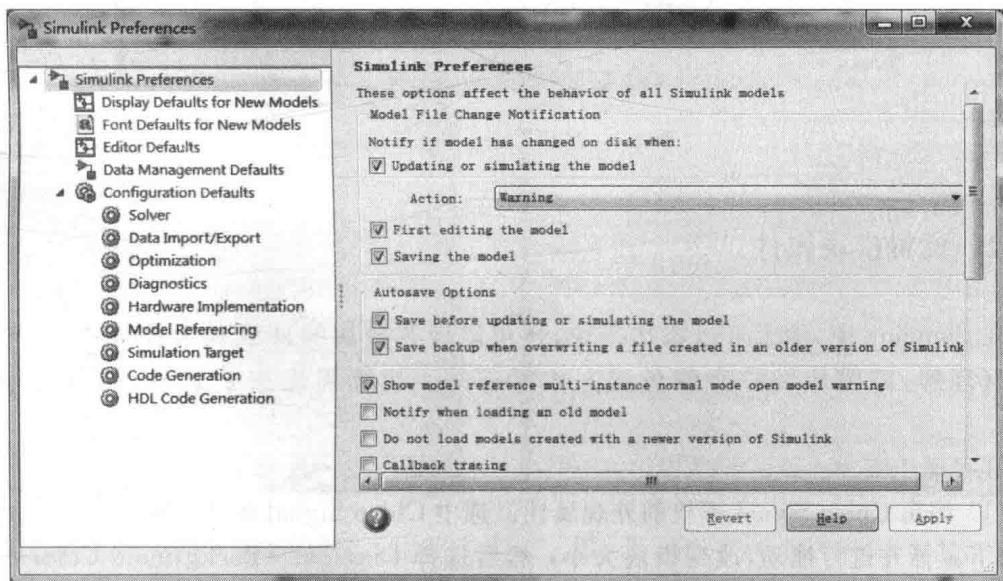 Simulink Preferences
Simulink Preferences
Display Defaults for New Models
Font Defaults for New Models
Editor Defaults
Data Management Defaults
Configuration Defaults
Solver
Data Import/Export
Optimization
Diagnostics
Hardware Implementation
Model Referencing
Simulation Target
Code Generation
HDL Code Generation
Simulink Preferences
These options affect the behavior of all Simulink models
Model File Change Notification
Notify if model has changed on disk when:
Updating or simulating the model
Action: Warning
First editing the model
Saving the model
Autosave Options
Save before updating or simulating the model
Save backup when overwriting a file created in an older version of Simulink
Show model reference multi-instance normal mode open model warning
Notify when loading an old model
Do not load models created with a newer version of Simulink
Callback tracing
Revert Help Apply